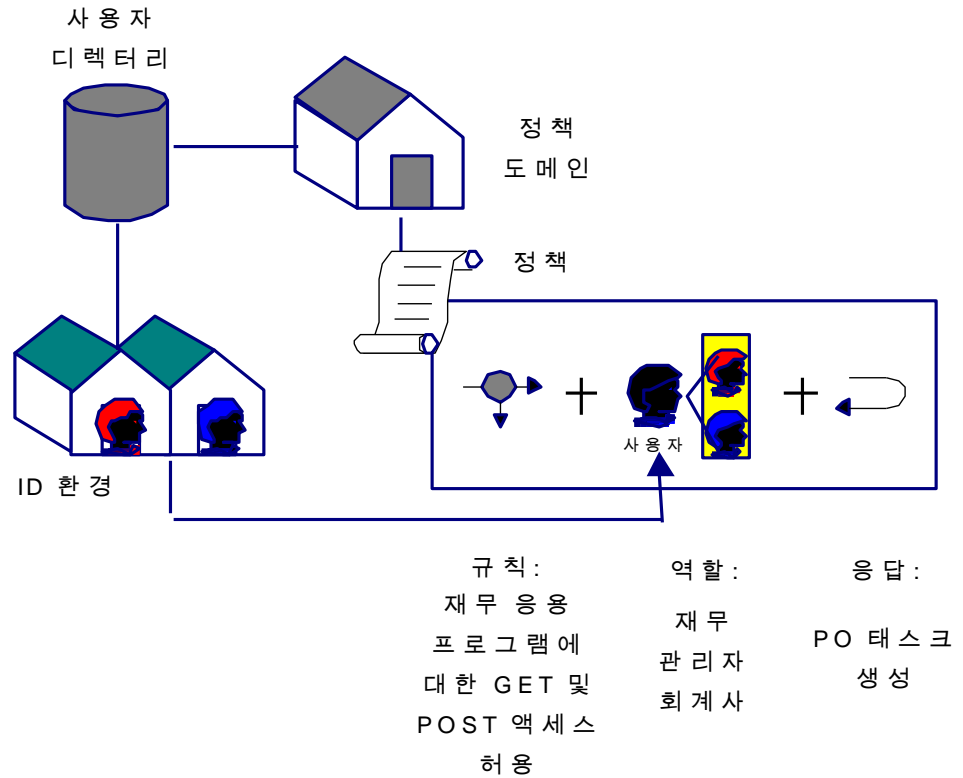 사용자
디렉터리
정책
도메인
정책
사용자
ID 환경
규칙:
재무 응용
프로그램에
대한 GET 및
POST 액세스
허용
역할:
재무
관리자
회계사
응답:
PO 태스크
생성